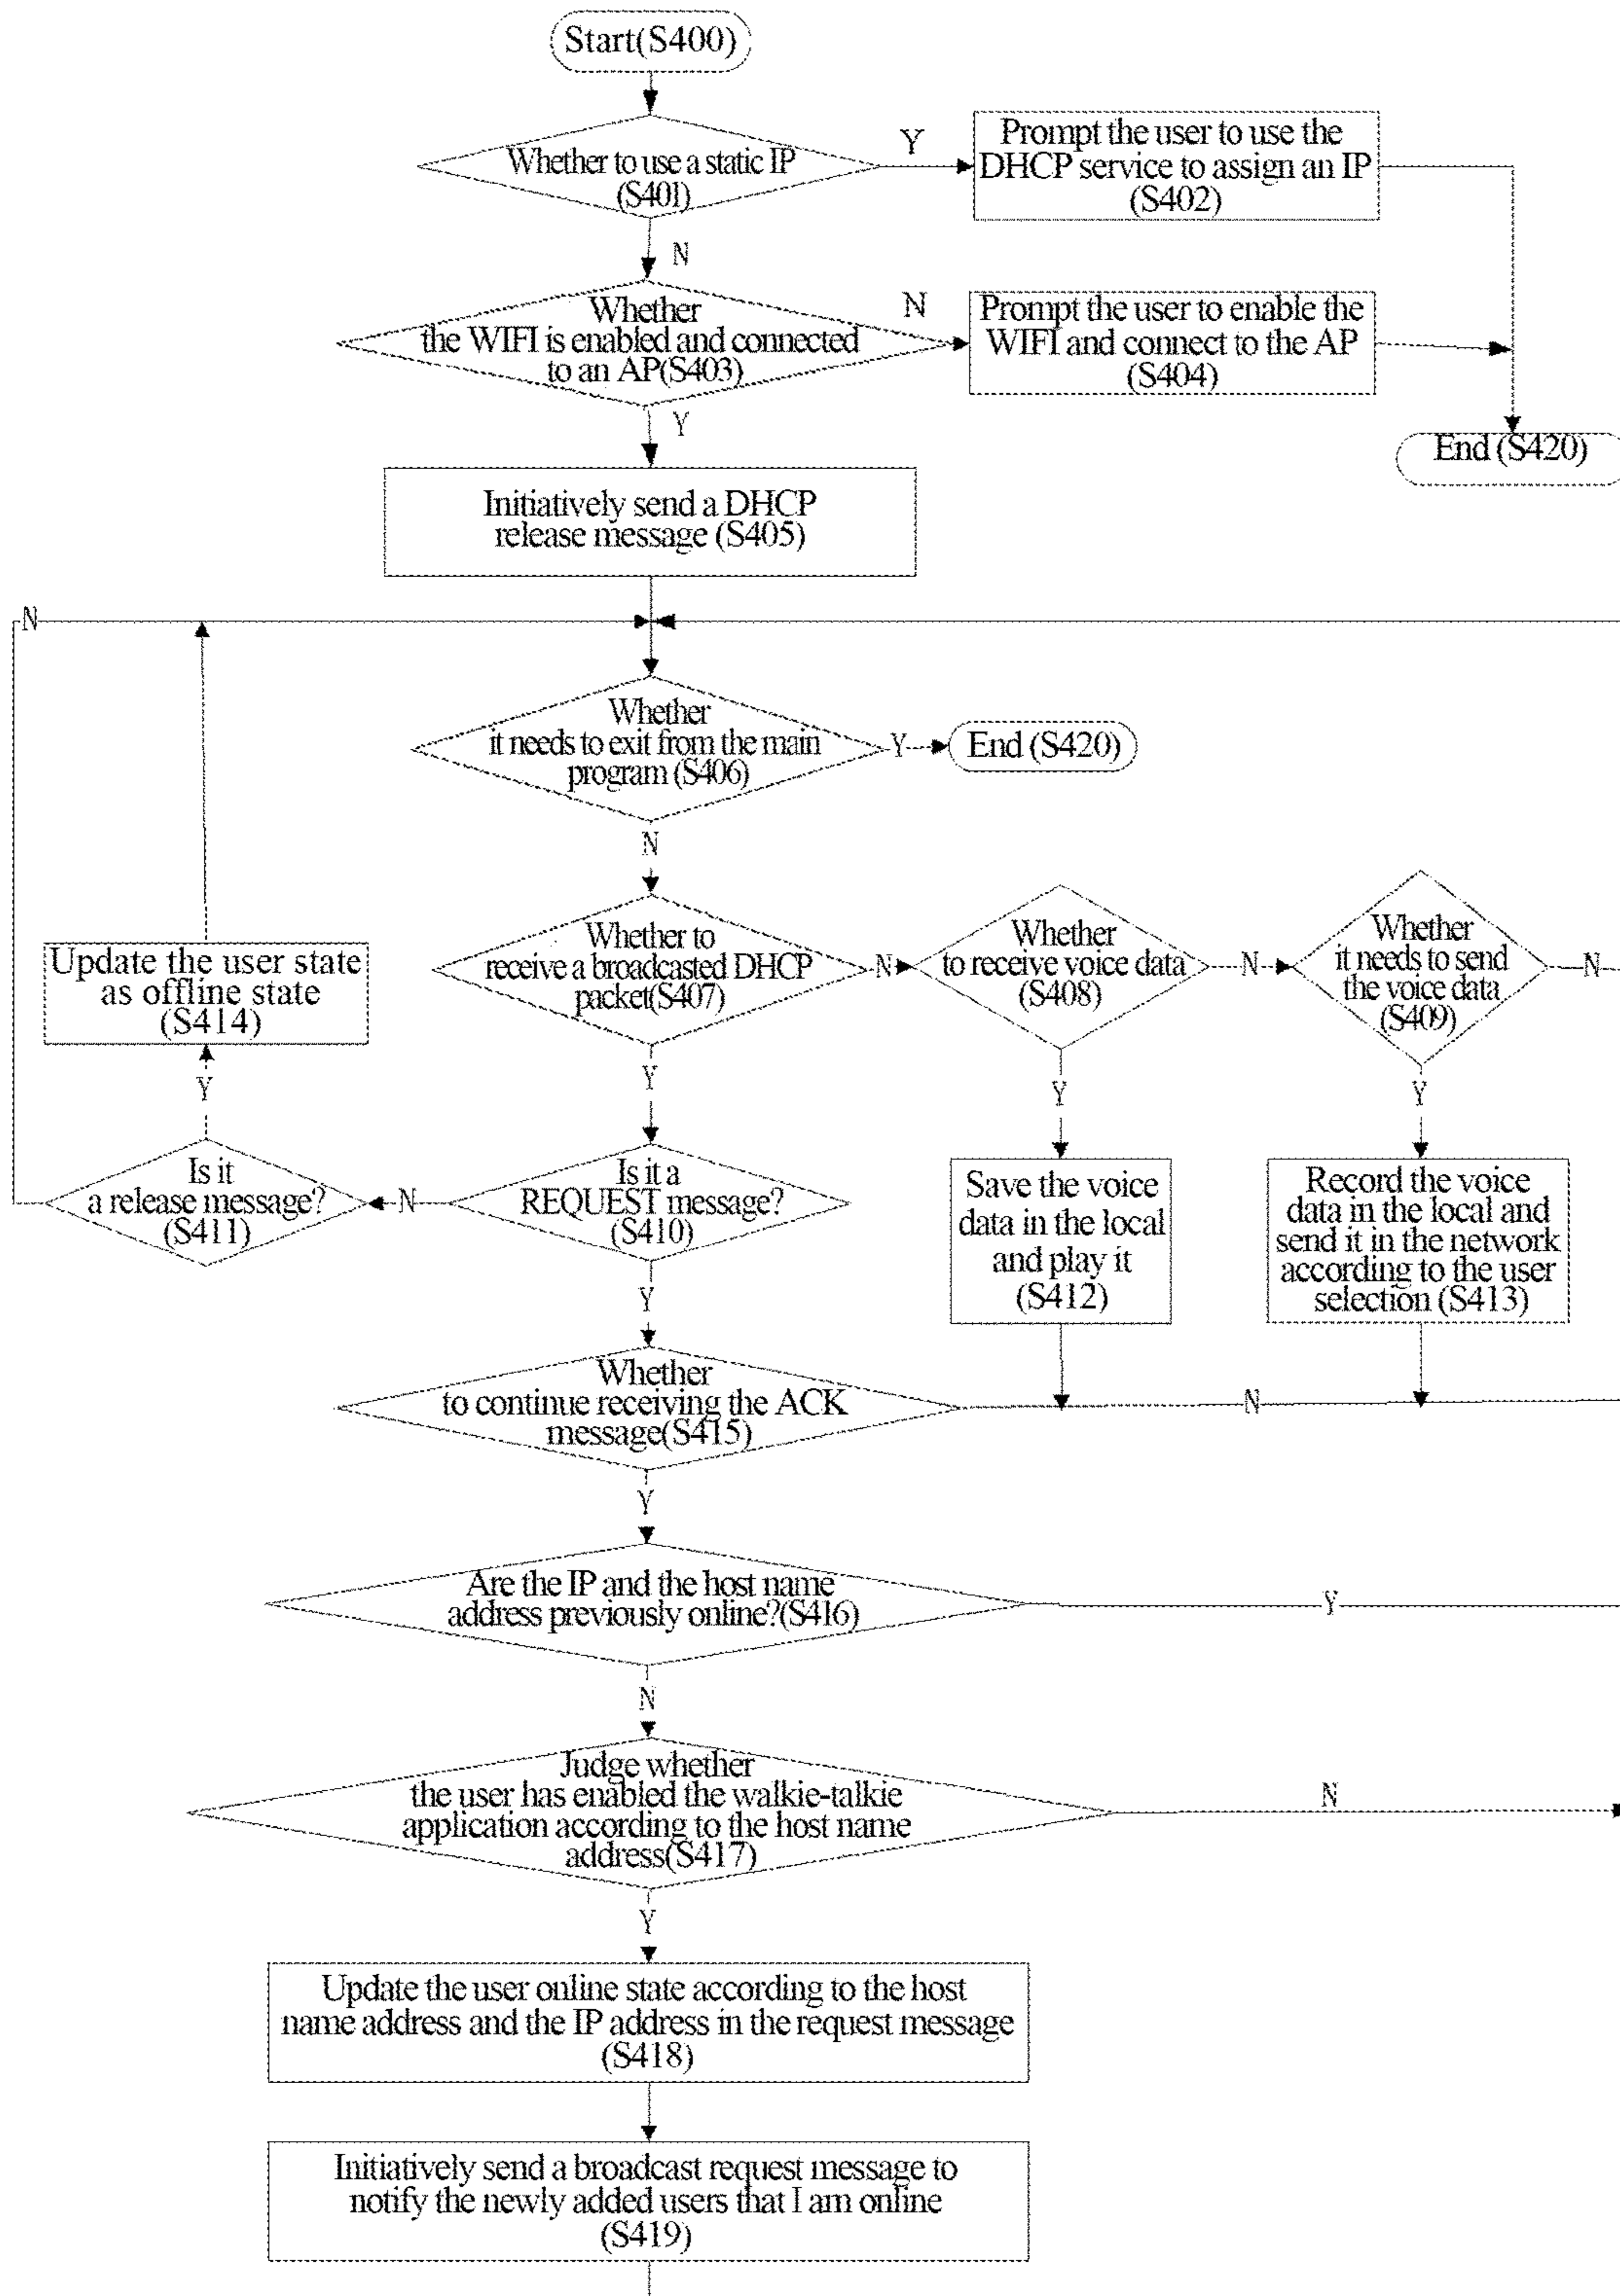 Start(S400)
Whether to use a static IP
(S401)
Y
Prompt the user to use the
DHCP service to assign an IP
(S402)
N
Whether
the WIFI is enabled and connected
to an AP(S403)
N
Prompt the user to enable the
WIFI and connect to the AP
(S404)
Y
End (S420)
Initiatively send a DHCP
release message (S405)
N
Whether
it needs to exit from the main
program (S406)
Y
End (S420)
N
Whether to
receive a broadcasted DHCP
packet(S407)
N
Whether
to receive voice data
(S408)
N
Whether
it needs to send
the voice data
(S409)
N
Update the user state
as offline state
(S414)
Y
Y
Y
Y
Is it
a release message?
(S411)
N
Is it a
REQUEST message?
(S410)
Save the voice
data in the local
and play it
(S412)
Record the voice
data in the local and
send it in the network
according to the user
selection (S413)
Y
Whether
to continue receiving the ACK
message(S415)
N
Y
Are the IP and the host name
address previously online?(S416)
Y
N
Judge whether
the user has enabled the walkie-talkie
application according to the host name
address(S417)
N
Y
Update the user online state according to the host
name address and the IP address in the request message
(S418)
Initiatively send a broadcast request message to
notify the newly added users that I am online
(S419)